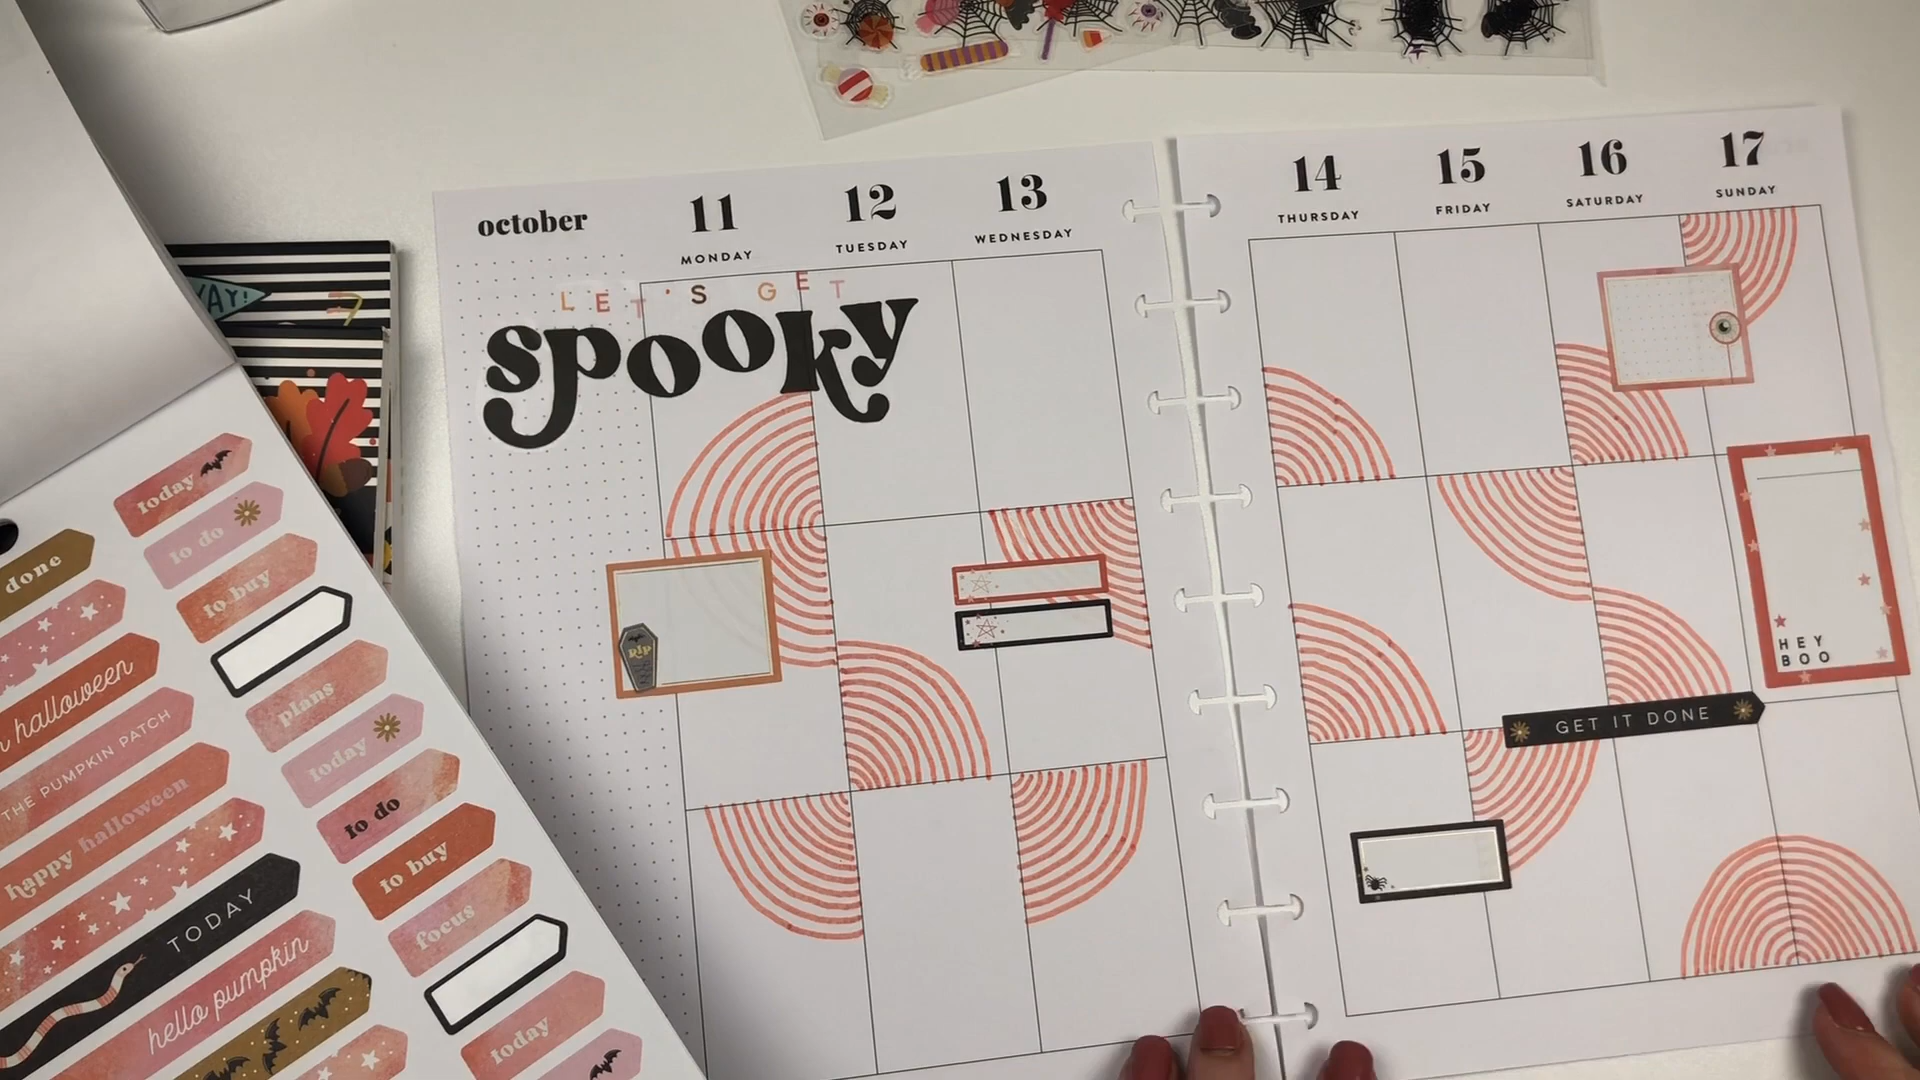 october
11
MONDAY
12
TUESDAY
13
WEDNESDAY
14
THURSDAY
15
FRIDAY
16
SATURDAY
17
SUNDAY
LET'S GET
spooky
RIP
HEY
BOO
GET IT DONE
YAY!
today
to do
to buy
plans
today
to do
to buy
focus
today
done
halloween
THE PUMPKIN PATCH
happy halloween
TODAY
hello pumpkin